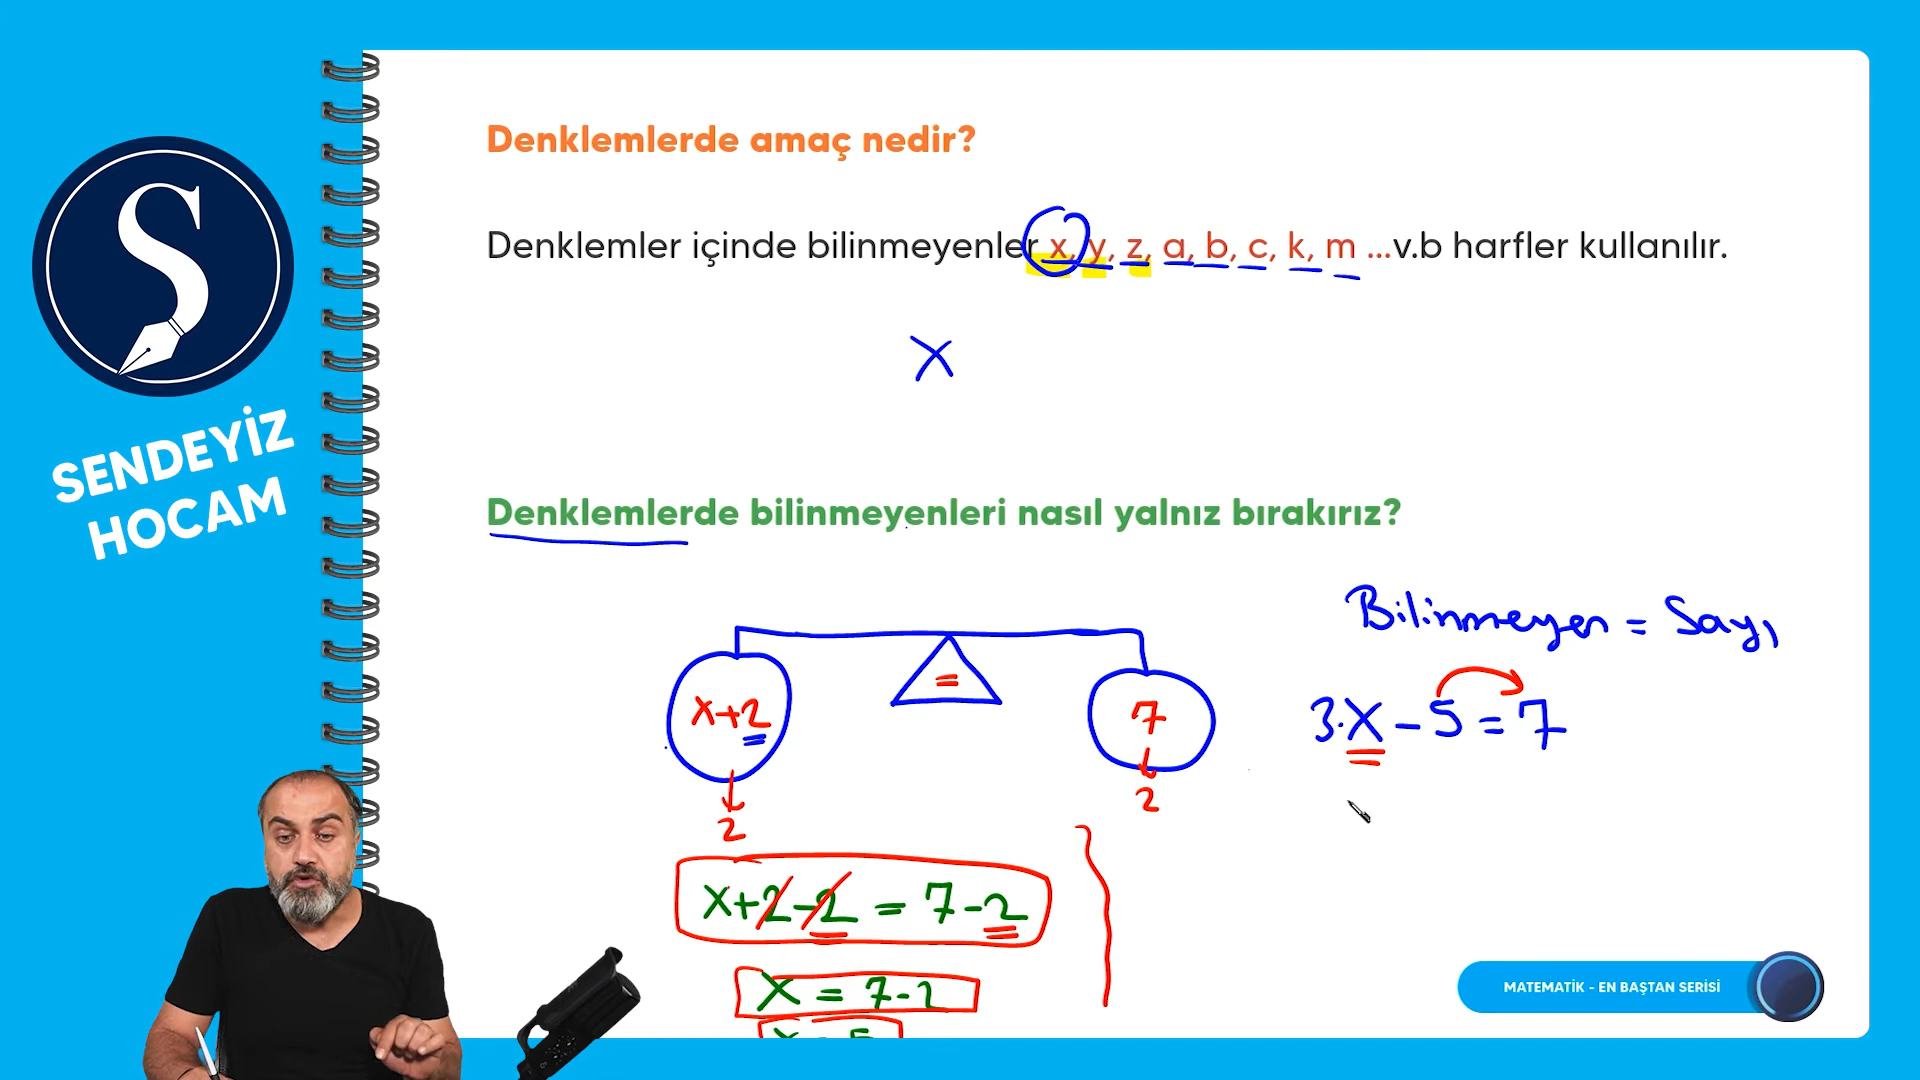 S
SENDEYİZ
HOCAM
Denklemlerde amaç nedir?
Denklemler içinde bilinmeyenler x, y, z, a, b, c, k, m ...v.b harfler kullanılır.
x
Denklemlerde bilinmeyenleri nasıl yalnız bırakırız?
Bilinmeyen = Sayı
x+2
=
7
3.x - 5 = 7
2
2
x+2-2 = 7-2
x = 7-2
MATEMATİK - EN BAŞTAN SERİSİ